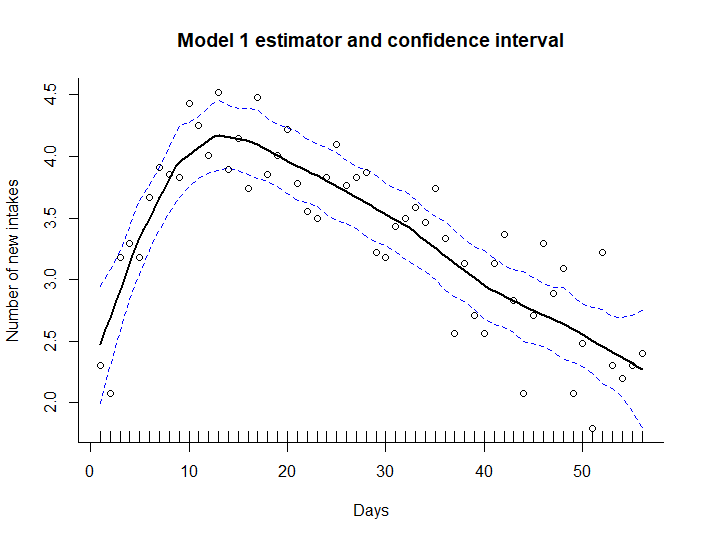 Model 1 estimator and confidence interval
Number of new intakes
4.5
4.0
3.5
3.0
2.5
2.0
0 10 20 30 40 50
Days